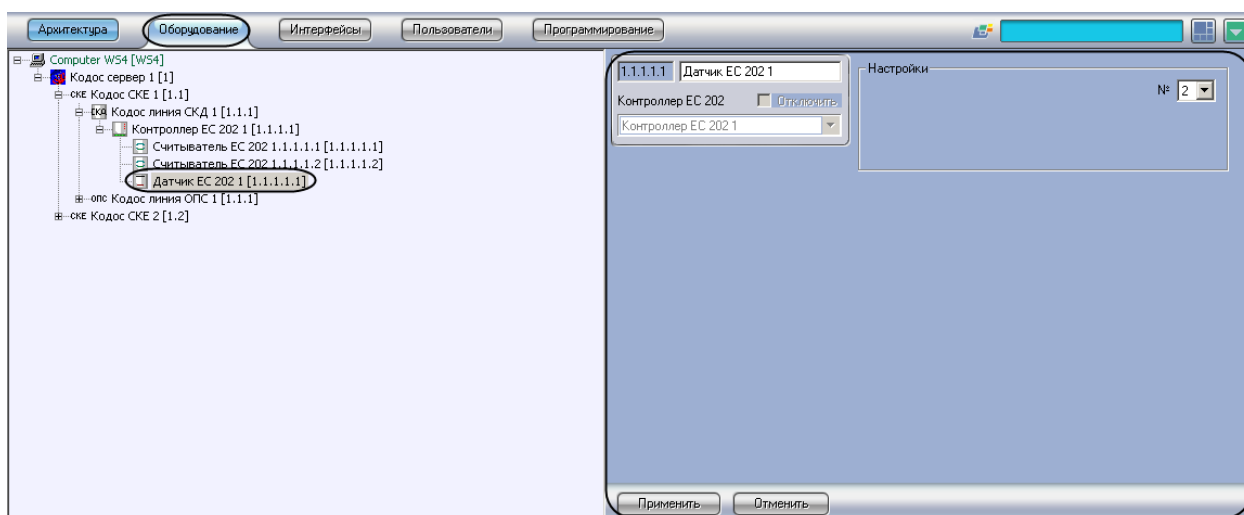 Архитектура
Оборудование
Интерфейсы
Пользователи
Программирование
Computer WS4 [WS4]
Кодос сервер 1 [1]
СКЕ Кодос СКЕ 1 [1.1]
СКД Кодос линия СКД 1 [1.1.1]
Контроллер ЕС 202 1 [1.1.1.1]
Считыватель ЕС 202 1.1.1.1.1 [1.1.1.1.1]
Считыватель ЕС 202 1.1.1.1.2 [1.1.1.1.2]
Датчик ЕС 202 1 [1.1.1.1.1]
опс Кодос линия ОПС 1 [1.1.1]
СКЕ Кодос СКЕ 2 [1.2]
1.1.1.1.1 Датчик ЕС 202 1
Контроллер ЕС 202 Отключить
Контроллер ЕС 202 1
Настройки
№ 2
Применить
Отменить